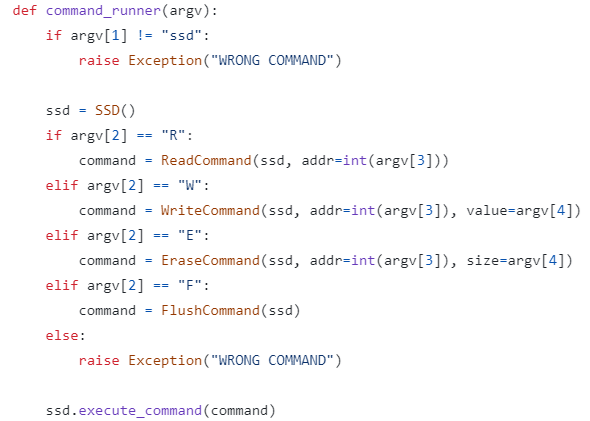 def command_runner(argv):
    if argv[1] != "ssd":
        raise Exception("WRONG COMMAND")

    ssd = SSD()
    if argv[2] == "R":
        command = ReadCommand(ssd, addr=int(argv[3]))
    elif argv[2] == "W":
        command = WriteCommand(ssd, addr=int(argv[3]), value=argv[4])
    elif argv[2] == "E":
        command = EraseCommand(ssd, addr=int(argv[3]), size=argv[4])
    elif argv[2] == "F":
        command = FlushCommand(ssd)
    else:
        raise Exception("WRONG COMMAND")

    ssd.execute_command(command)